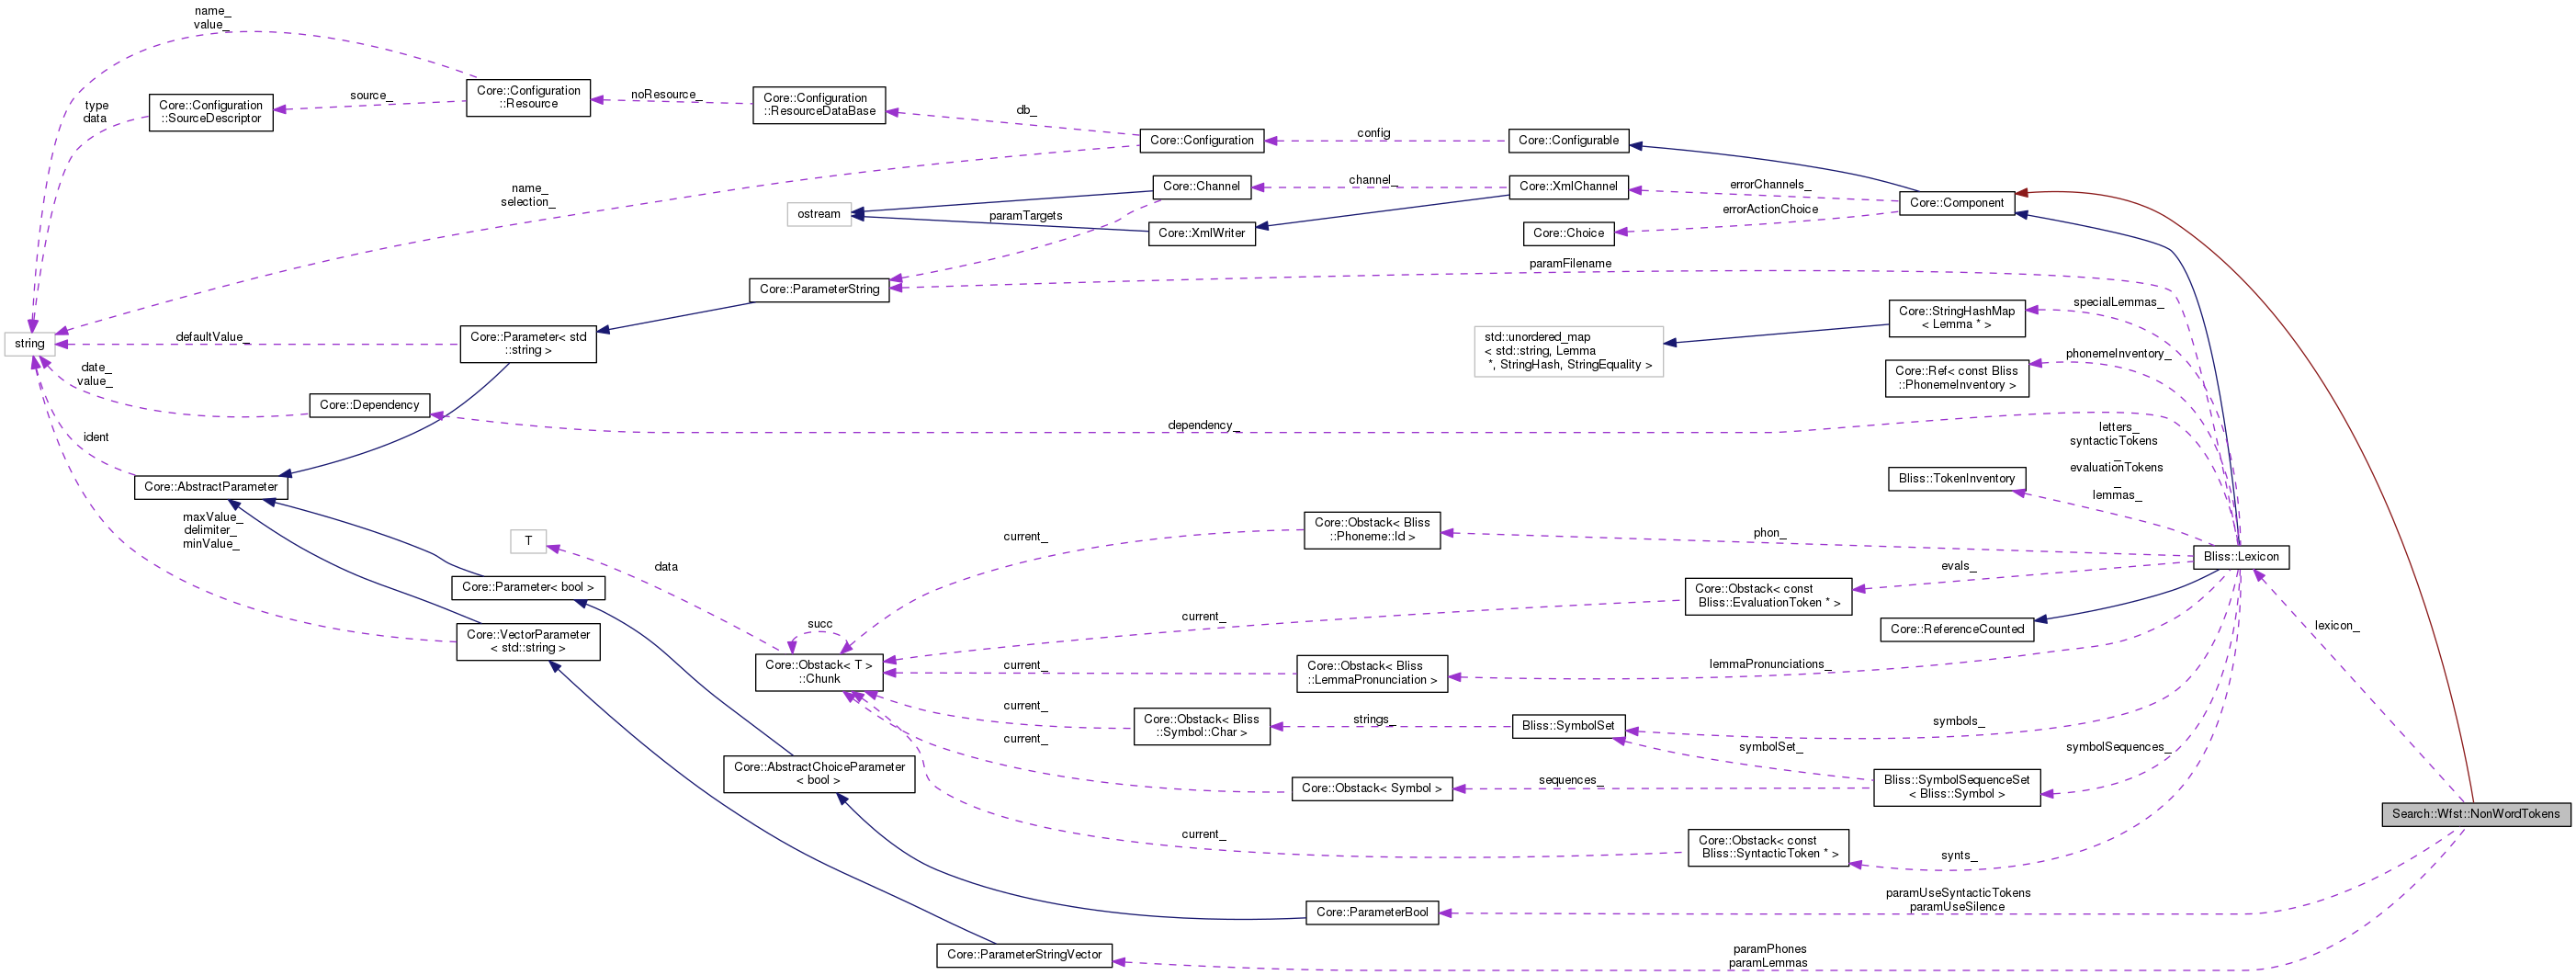 name_
value_
Core::Configuration
::Resource
source_
type
data
Core::Configuration
::SourceDescriptor
noResource_
Core::Configuration
::ResourceDataBase
db_
Core::Configuration
config
Core::Configurable
name_
selection_
Core::Channel
channel_
Core::XmlChannel
errorChannels_
errorActionChoice
Core::Component
ostream
paramTargets
Core::XmlWriter
Core::Choice
paramFilename
Core::ParameterString
Core::StringHashMap
< Lemma * >
specialLemmas_
string
defaultValue_
Core::Parameter< std
::string >
std::unordered_map
< std::string, Lemma
 *, StringHash, StringEquality >
phonemeInventory_
Core::Ref< const Bliss
::PhonemeInventory >
date_
value_
Core::Dependency
dependency_
letters_
syntacticTokens
_
evaluationTokens
_
lemmas_
ident
Core::AbstractParameter
Bliss::TokenInventory
maxValue_
delimiter_
minValue_
T
data
current_
Core::Obstack< Bliss
::Phoneme::Id >
phon_
Bliss::Lexicon
evals_
Core::Parameter< bool >
Core::Obstack< const
 Bliss::EvaluationToken * >
current_
succ
Core::VectorParameter
< std::string >
Core::ReferenceCounted
lexicon_
Core::Obstack< T >
::Chunk
current_
Core::Obstack< Bliss
::LemmaPronunciation >
lemmaPronunciations_
current_
Core::Obstack< Bliss
::Symbol::Char >
strings_
Bliss::SymbolSet
symbols_
current_
symbolSet_
symbolSequences_
Core::AbstractChoiceParameter
< bool >
Core::Obstack< Symbol >
sequences_
Bliss::SymbolSequenceSet
< Bliss::Symbol >
Search::Wfst::NonWordTokens
current_
Core::Obstack< const
 Bliss::SyntacticToken * >
synts_
Core::ParameterBool
paramUseSyntacticTokens
paramUseSilence
Core::ParameterStringVector
paramPhones
paramLemmas